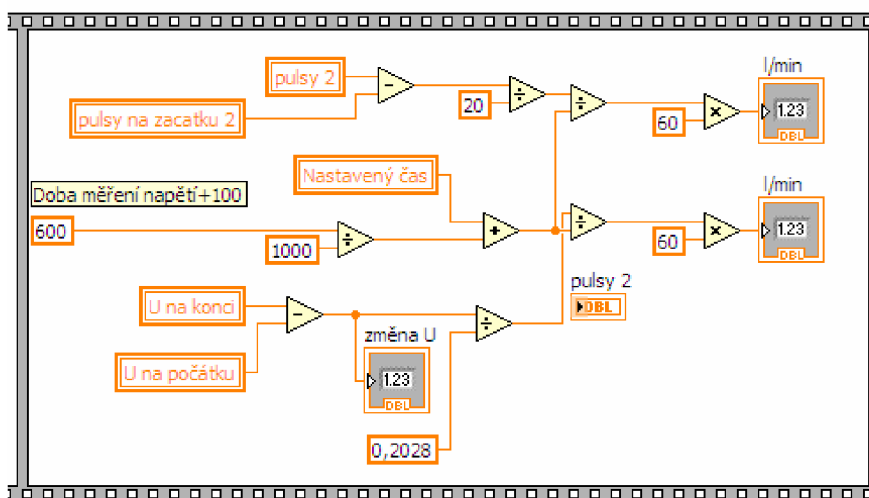 l/min
pulsy 2
1.23
20
DBL
pulsy na zacatku 2
60
Nastavený čas
l/min
Doba měření napětí+100
600
1.23
1000
60
DBL
pulsy 2
U na konci
DBL
změna U
U na počátku
1.23
DBL
0,2028